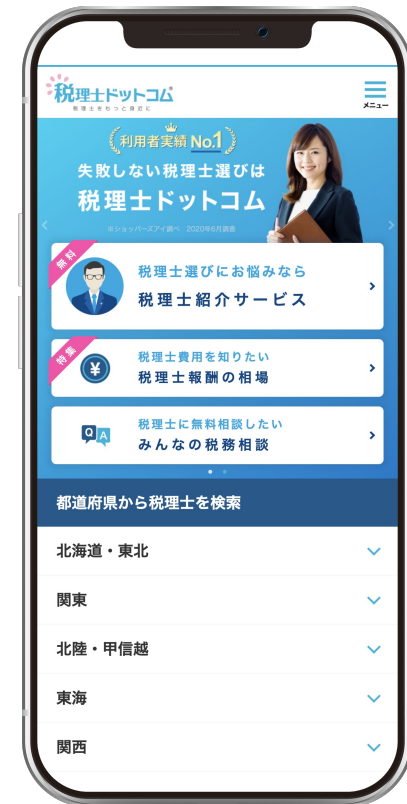 税理士ドットコム
税理士をもっと身近に
メニュー
利用者実績 No.1
失敗しない税理士選びは
税理士ドットコム
※ショッパーズアイ調べ 2020年6月調査
無料
税理士選びにお悩みなら
税理士紹介サービス
特集
¥
税理士費用を知りたい
税理士報酬の相場
Q A
税理士に無料相談したい
みんなの税務相談
都道府県から税理士を検索
北海道・東北
関東
北陸・甲信越
東海
関西